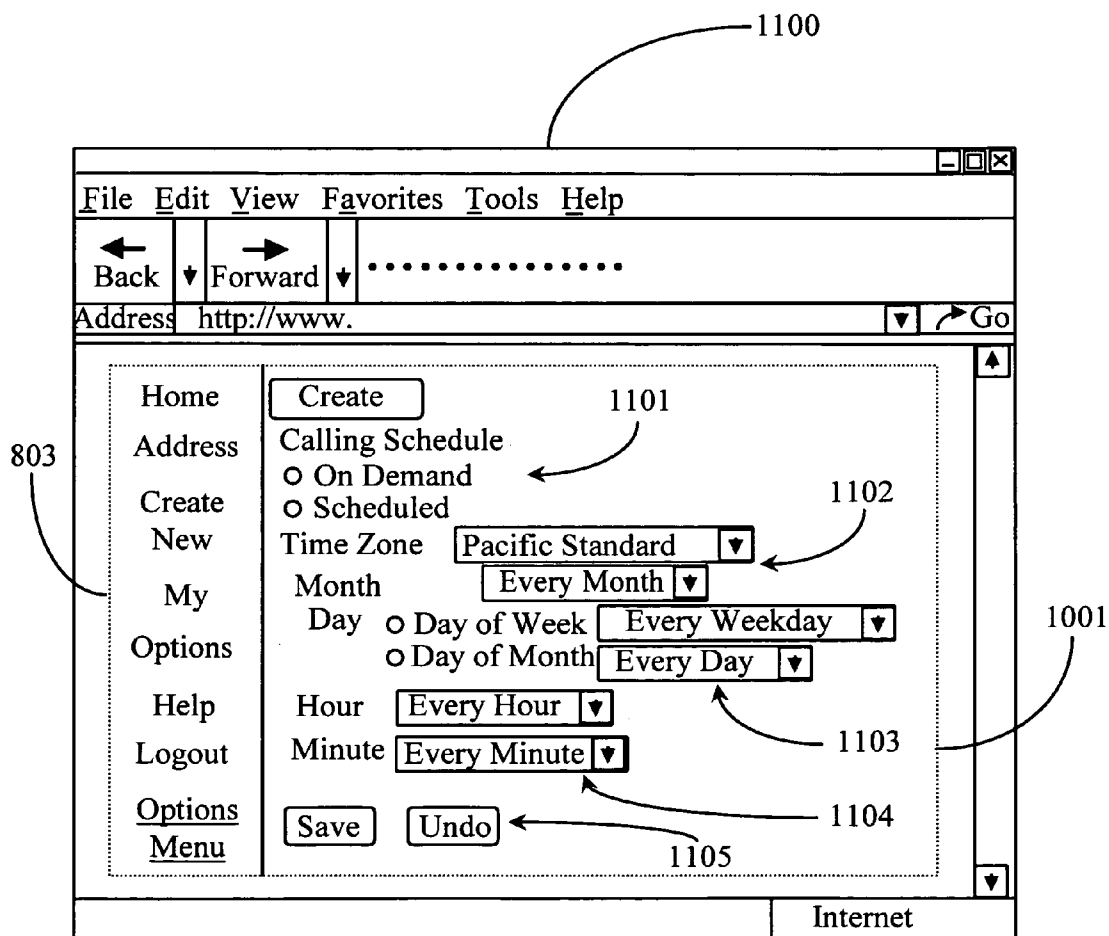 1100
File Edit View Favorites Tools Help
Back Forward ...............
Address http://www. Go
Home
Address
Create
New
My
Options
Help
Logout
Options
Menu
803
Create
1101
Calling Schedule
On Demand
Scheduled
1102
Time Zone Pacific Standard
Month Every Month
Day Day of Week Every Weekday
Day of Month Every Day
1001
Hour Every Hour
1103
Minute Every Minute
1104
Save Undo
1105
Internet